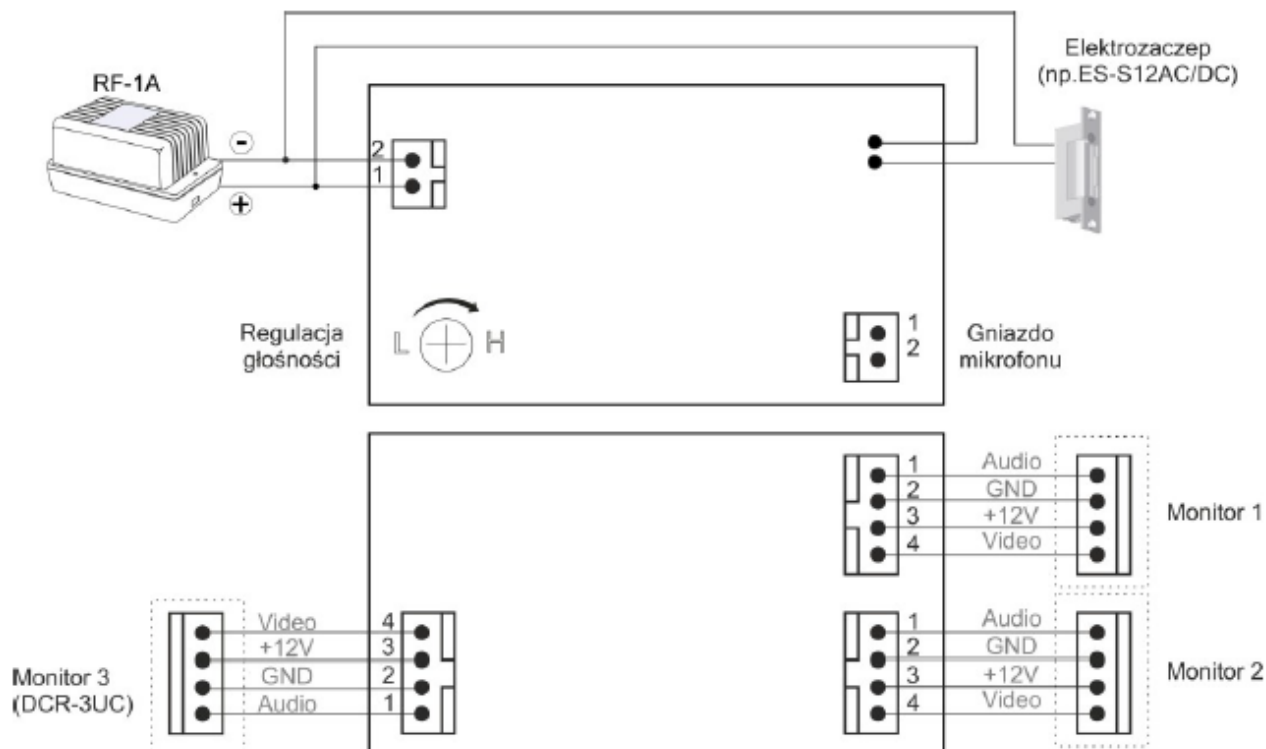 Elektrozaczep
(np.ES-S12AC/DC)
RF-1A
-
2
1
+
Regulacja
głośności
L
H
1
2
Gniazdo
mikrofonu
1
Audio
2
GND
3
+12V
4
Video
Monitor 1
Monitor 3
(DCR-3UC)
Video
4
+12V
3
GND
2
Audio
1
1
Audio
2
GND
3
+12V
4
Video
Monitor 2